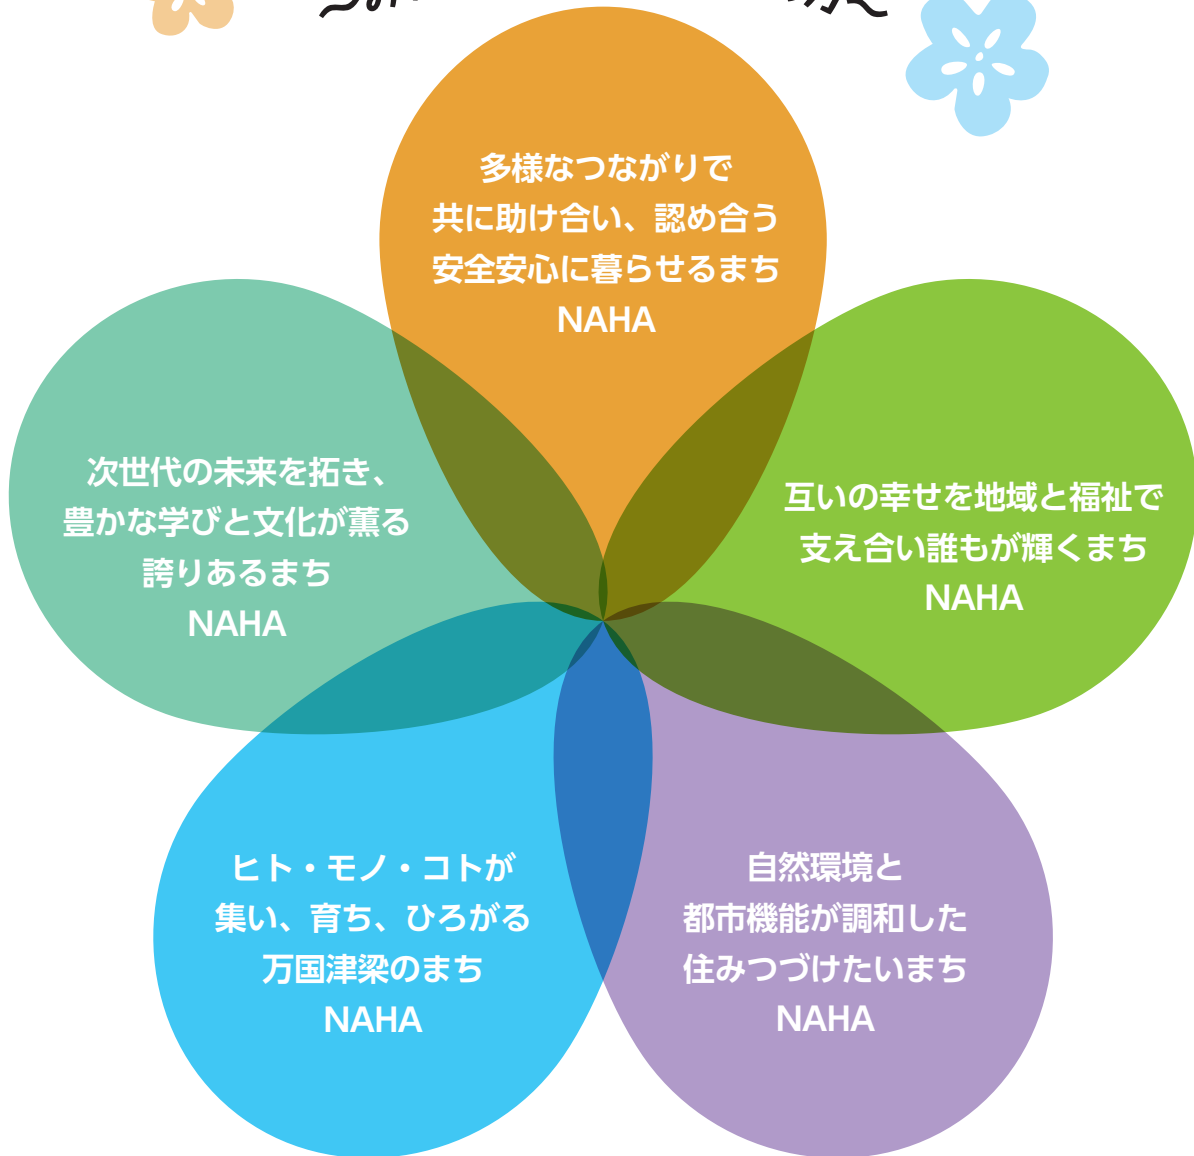 多様なつながりで
共に助け合い、認め合う
安全安心に暮らせるまち
NAHA
互いの幸せを地域と福祉で
支え合い誰もが輝くまち
NAHA
次世代の未来を拓き、
豊かな学びと文化が薫る
誇りあるまち
NAHA
ヒト・モノ・コトが
集い、育ち、ひろがる
万国津梁のまち
NAHA
自然環境と
都市機能が調和した
住みつづけたいまち
NAHA